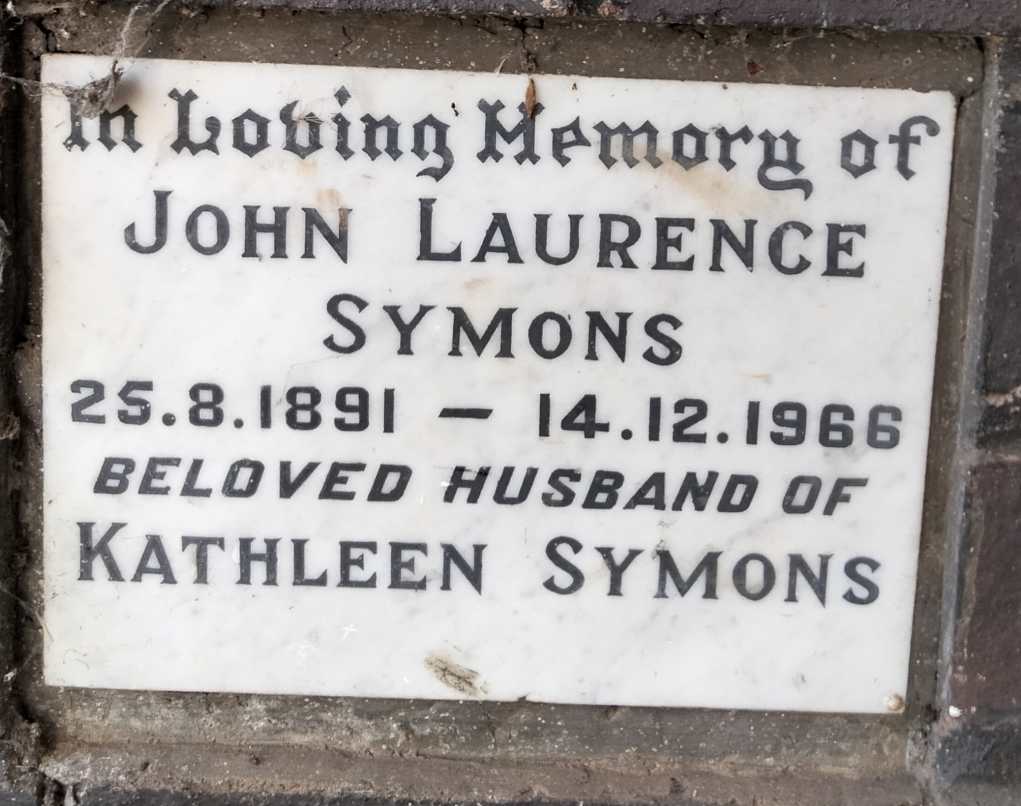 In Loving Memory of
JOHN LAURENCE
SYMONS
25.8.1891 — 14.12.1966
BELOVED HUSBAND OF
KATHLEEN SYMONS